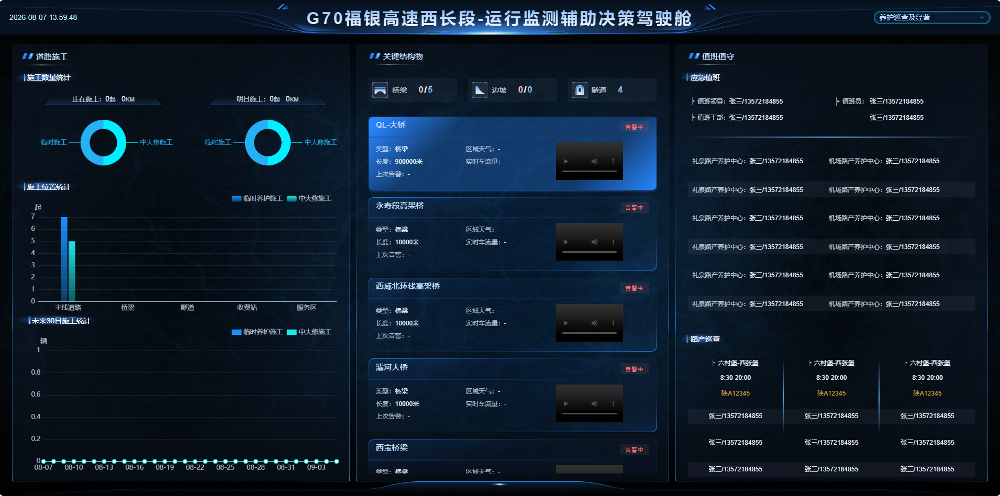 2026-08-07 13:59:48
G70福银高速西长段-运行监测辅助决策驾驶舱
养护巡查及经营
道路施工
施工数量统计
正在施工：0起 0KM
明日施工：0起 0KM
临时施工
中大修施工
临时施工
中大修施工
施工位置统计
临时养护施工 中大修施工
起
7
6
5
4
3
2
1
0
主线道路 桥梁 隧道 收费站 服务区
未来30日施工统计
临时养护施工 中大修施工
辆
1
0.8
0.6
0.4
0.2
0
08-07 08-10 08-13 08-16 08-19 08-22 08-25 08-28 08-31 09-03
关键结构物
桥梁 0/5
边坡 0/0
隧道 4
QL-大桥
告警中
类型：桥梁
区域天气：-
长度：900000米
实时车流量：-
上次告警：-
永寿段高架桥
告警中
类型：桥梁
区域天气：-
长度：10000米
实时车流量：-
上次告警：-
西咸北环线高架桥
告警中
类型：桥梁
区域天气：-
长度：10000米
实时车流量：-
上次告警：-
灞河大桥
告警中
类型：桥梁
区域天气：-
长度：10000米
实时车流量：-
上次告警：-
西宝桥梁
告警中
类型：桥梁
区域天气：-
值班值守
应急值班
值班领导：张三/13572184855
值班员：张三/13572184855
值班干部：张三/13572184855
张三/13572184855
礼泉路产养护中心：张三/13572184855 机场路产养护中心：张三/13572184855
礼泉路产养护中心：张三/13572184855 机场路产养护中心：张三/13572184855
礼泉路产养护中心：张三/13572184855 机场路产养护中心：张三/13572184855
礼泉路产养护中心：张三/13572184855 机场路产养护中心：张三/13572184855
礼泉路产养护中心：张三/13572184855 机场路产养护中心：张三/13572184855
礼泉路产养护中心：张三/13572184855 机场路产养护中心：张三/13572184855
路产巡查
六村堡-西张堡 六村堡-西张堡 六村堡-西张堡
8:30-20:00 8:30-20:00 8:30-20:00
陕A12345 陕A12345 陕A12345
张三/13572184855 张三/13572184855 张三/13572184855
张三/13572184855 张三/13572184855 张三/13572184855
张三/13572184855 张三/13572184855 张三/13572184855